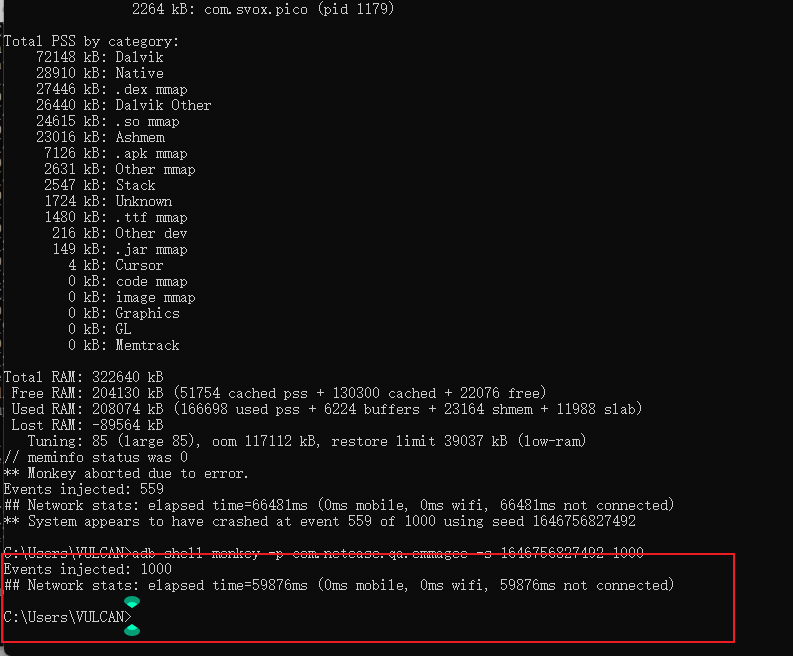 2264 kB: com.svox.pico (pid 1179)
Total PSS by category:
72148 kB: Dalvik
28910 kB: Native
27446 kB: .dex mmap
26440 kB: Dalvik Other
24615 kB: .so mmap
23016 kB: Ashmem
7126 kB: .apk mmap
2631 kB: Other mmap
2547 kB: Stack
1724 kB: Unknown
1480 kB: .ttf mmap
216 kB: Other dev
149 kB: .jar mmap
4 kB: Cursor
0 kB: code mmap
0 kB: image mmap
0 kB: Graphics
0 kB: GL
0 kB: Memtrack
Total RAM: 322640 kB
Free RAM: 204130 kB (51754 cached pss + 130300 cached + 22076 free)
Used RAM: 208074 kB (166698 used pss + 6224 buffers + 23164 shmem + 11988 slab)
Lost RAM: -89564 kB
Tuning: 85 (large 85), oom 117112 kB, restore limit 39037 kB (low-ram)
// meminfo status was 0
** Monkey aborted due to error.
Events injected: 559
## Network stats: elapsed time=66481ms (0ms mobile, 0ms wifi, 66481ms not connected)
** System appears to have crashed at event 559 of 1000 using seed 1646756827492
C:\Users\VULCAN>adb shell monkey -p com.netease.qa.emmagee -s 1646756827492 1000
Events injected: 1000
## Network stats: elapsed time=59876ms (0ms mobile, 0ms wifi, 59876ms not connected)
C:\Users\VULCAN>